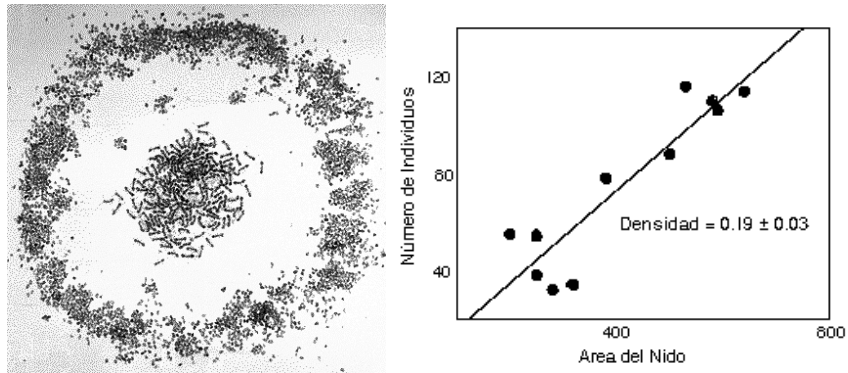 120
80
40
Número de Individuos
Densidad = 0.19 ± 0.03
400
800
Area del Nido